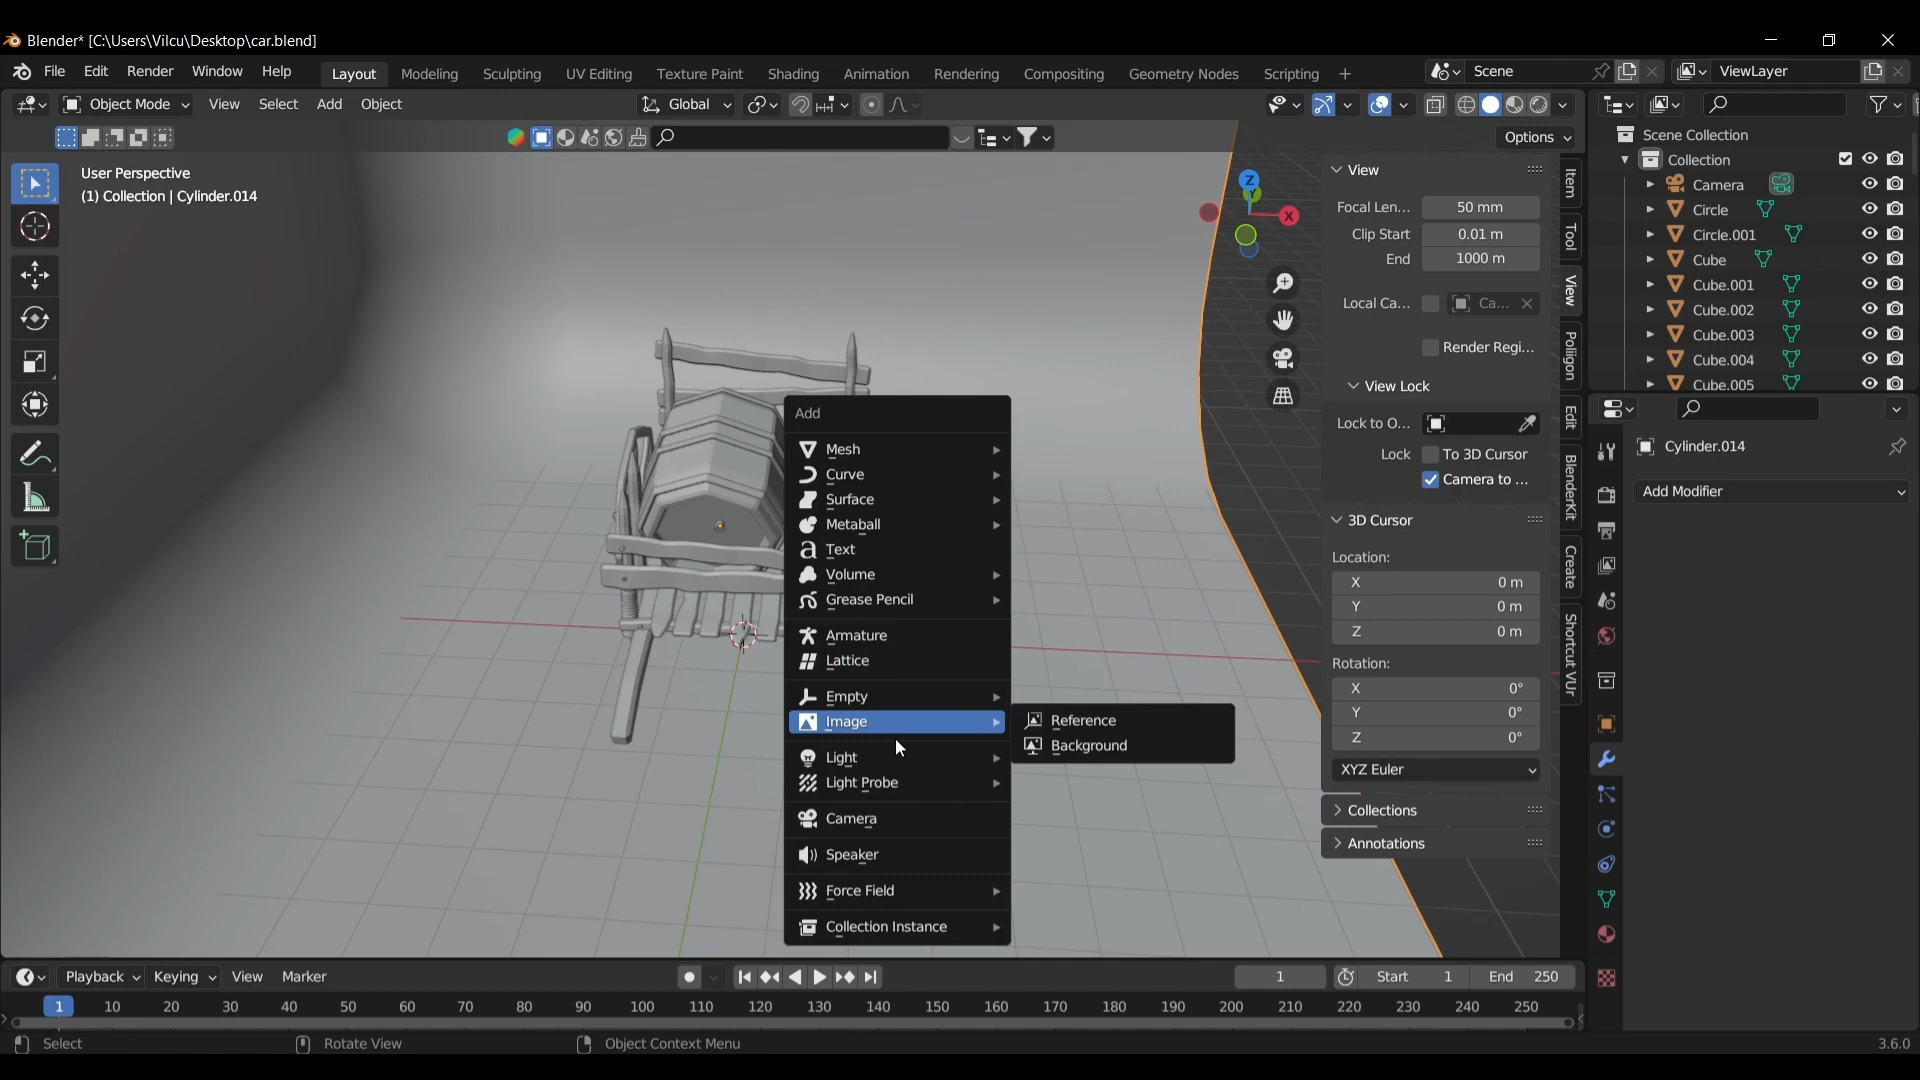 Blender* [C:\Users\Vilcu\Desktop\car.blend]
File Edit Render Window Help Layout Modeling Sculpting UV Editing Texture Paint Shading Animation Rendering Compositing Geometry Nodes Scripting + Scene ViewLayer
Object Mode View Select Add Object Global
Options
User Perspective
(1) Collection | Cylinder.014
Z
Y
X
View
Focal Len... 50 mm
Clip Start 0.01 m
End 1000 m
Local Ca... Ca...
Render Regi...
View Lock
Lock to O...
Lock To 3D Cursor
Camera to ...
3D Cursor
Location:
X 0 m
Y 0 m
Z 0 m
Rotation:
X 0°
Y 0°
Z 0°
XYZ Euler
Collections
Annotations
Item
Tool
View
Poliigon
Edit
BlenderKit
Create
Shortcut VUr
Add
Mesh
Curve
Surface
Metaball
Text
Volume
Grease Pencil
Armature
Lattice
Empty
Image
Light
Light Probe
Camera
Speaker
Force Field
Collection Instance
Reference
Background
Scene Collection
Collection
Camera
Circle
Circle.001
Cube
Cube.001
Cube.002
Cube.003
Cube.004
Cube.005
Cylinder.014
Add Modifier
Playback Keying View Marker 1 Start 1 End 250
1 10 20 30 40 50 60 70 80 90 100 110 120 130 140 150 160 170 180 190 200 210 220 230 240 250
Select Rotate View Object Context Menu 3.6.0